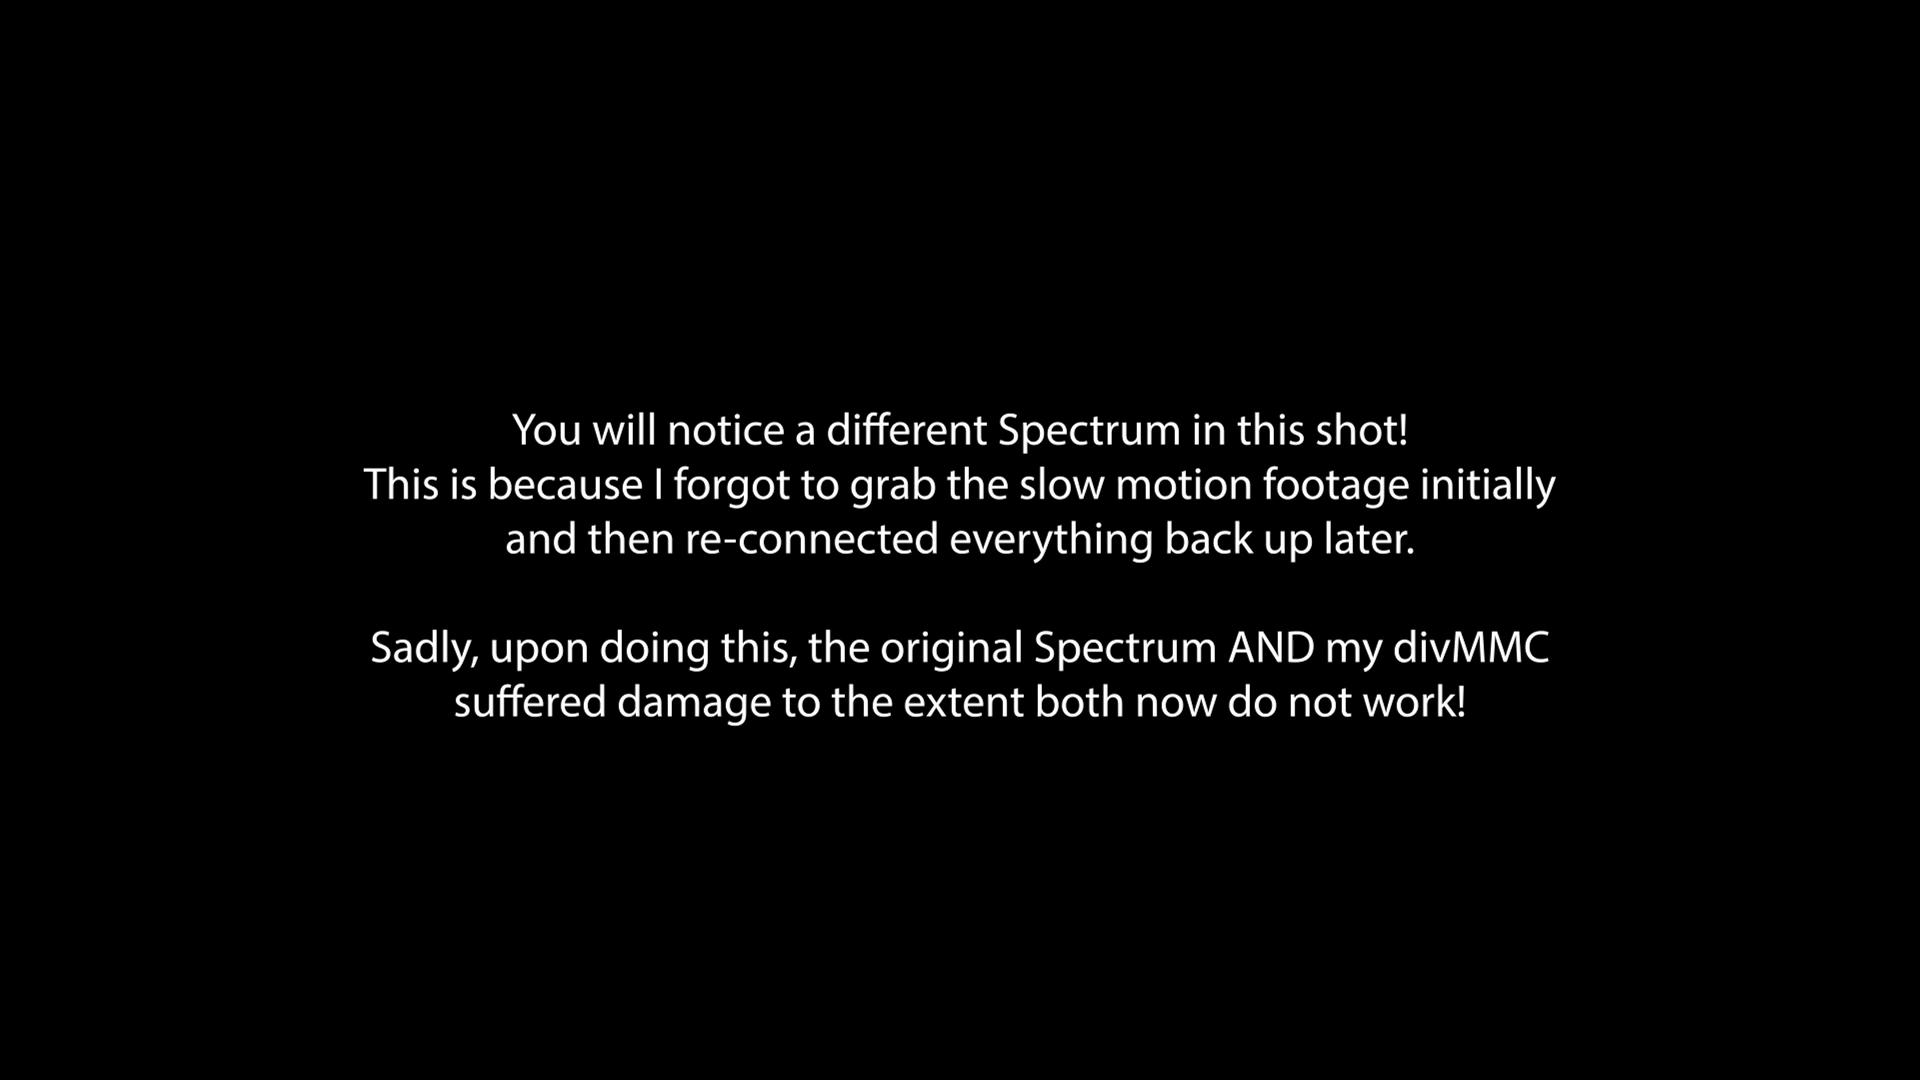 You will notice a different Spectrum in this shot!
This is because I forgot to grab the slow motion footage initially
and then re-connected everything back up later.
Sadly, upon doing this, the original Spectrum AND my divMMC
suffered damage to the extent both now do not work!